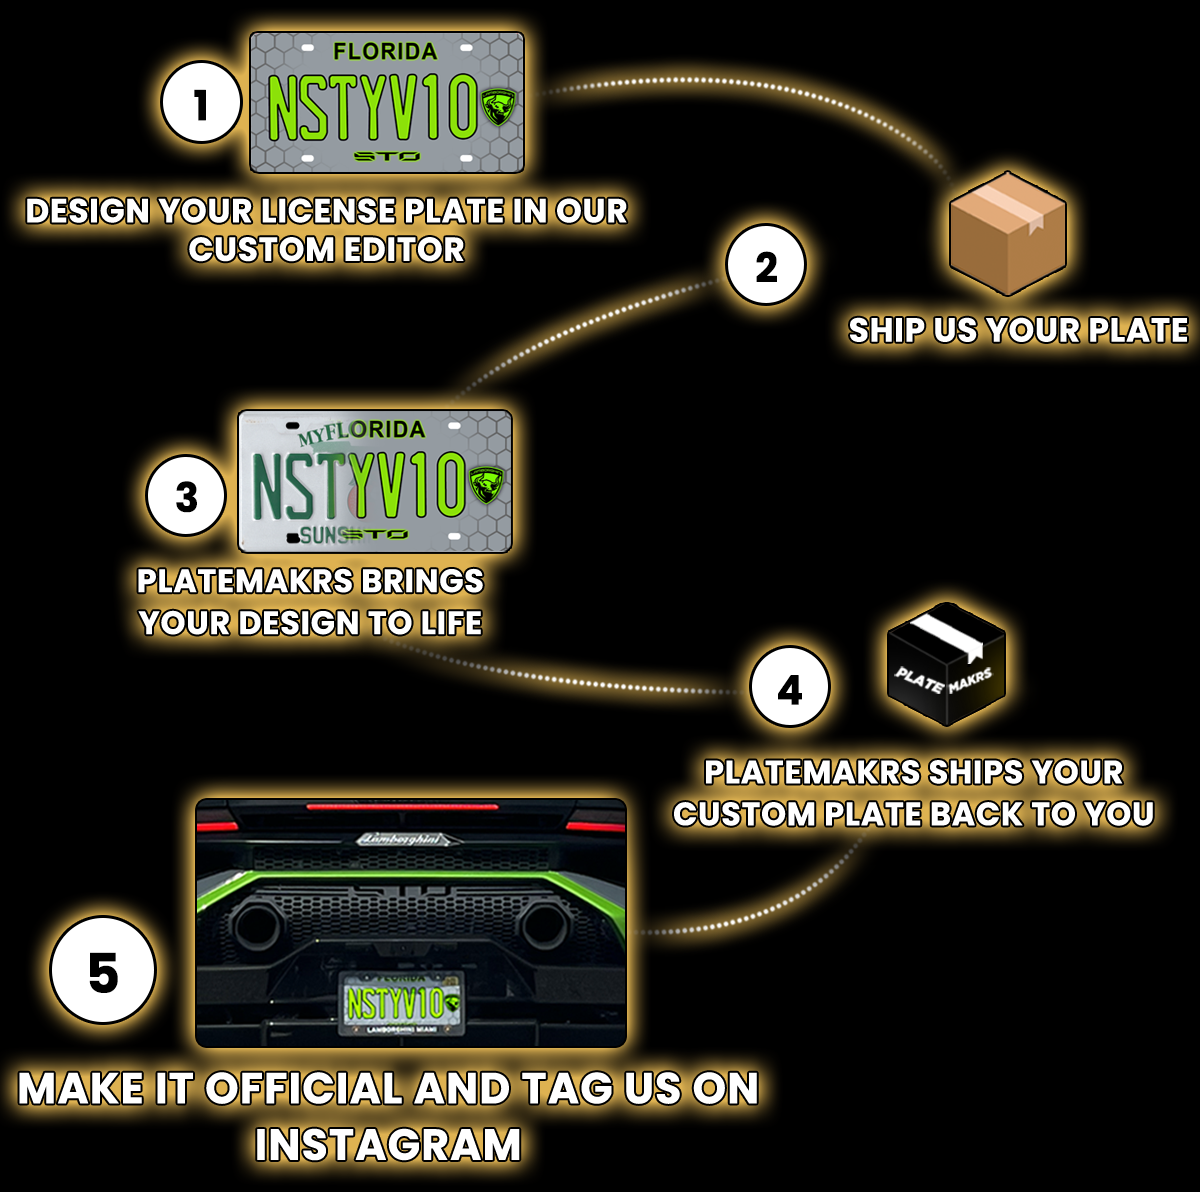 1
FLORIDA
NSTYV10
STO
DESIGN YOUR LICENSE PLATE IN OUR
CUSTOM EDITOR
2
SHIP US YOUR PLATE
3
MYFLORIDA
NSTYV10
SUNS
STO
PLATEMAKRS BRINGS
YOUR DESIGN TO LIFE
4
PLATE MAKRS
PLATEMAKRS SHIPS YOUR
CUSTOM PLATE BACK TO YOU
5
Lamborghini
STO
FLORIDA
NSTYV10
LAMBORGHINI MIAMI
MAKE IT OFFICIAL AND TAG US ON
INSTAGRAM